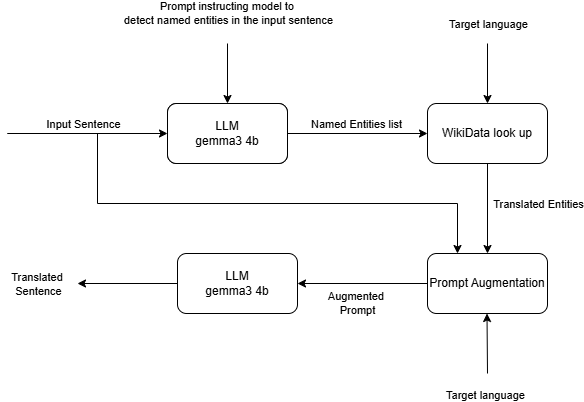 Prompt instructing model to
detect named entities in the input sentence
Target language
Input Sentence
LLM
gemma3 4b
Named Entities list
WikiData look up
Translated Entities
Translated
Sentence
LLM
gemma3 4b
Augmented
Prompt
Prompt Augmentation
Target language